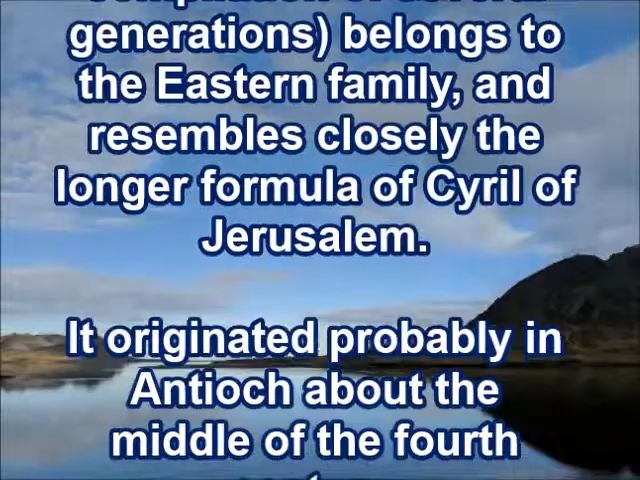 generations) belongs to
the Eastern family, and
resembles closely the
longer formula of Cyril of
Jerusalem.
It originated probably in
Antioch about the
middle of the fourth